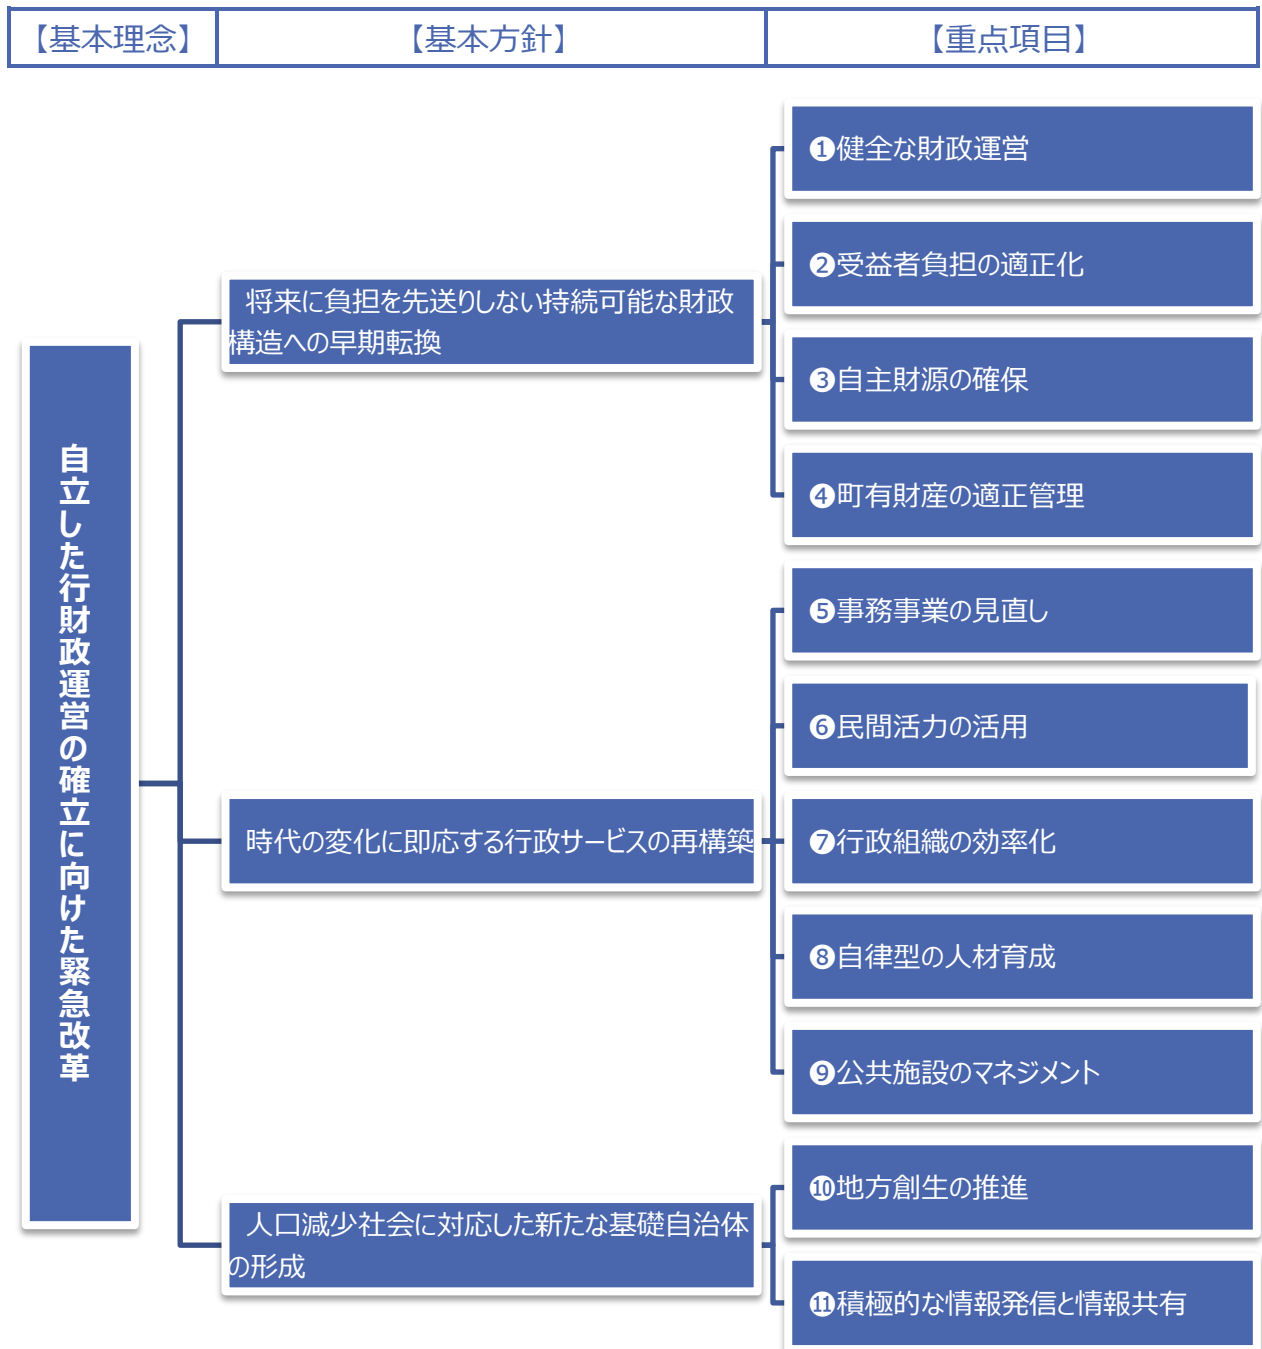 【基本理念】
【基本方針】
【重点項目】
自立した行財政運営の確立に向けた緊急改革
将来に負担を先送りしない持続可能な財政
構造への早期転換
❶健全な財政運営
❷受益者負担の適正化
❸自主財源の確保
❹町有財産の適正管理
時代の変化に即応する行政サービスの再構築
❺事務事業の見直し
❻民間活力の活用
❼行政組織の効率化
❽自律型の人材育成
❾公共施設のマネジメント
人口減少社会に対応した新たな基礎自治体
の形成
❿地方創生の推進
⓫積極的な情報発信と情報共有